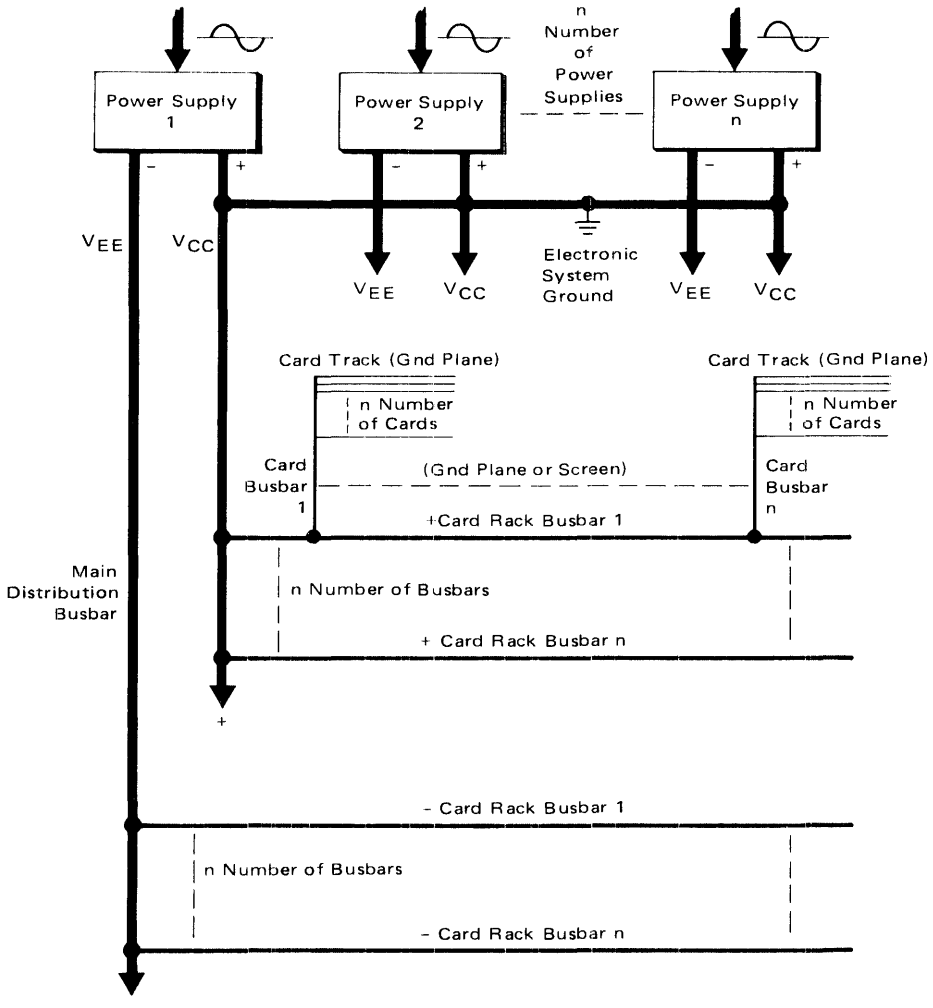 n
Number
of
Power
Supplies
Power Supply
1
Power Supply
2
Power Supply
n
- +
- +
- +
VEE
VCC
Electronic
System
Ground
VEE
VCC
VEE
VCC
Card Track (Gnd Plane)
Card Track (Gnd Plane)
n Number
of Cards
n Number
of Cards
Card
Busbar
1
(Gnd Plane or Screen)
Card
Busbar
n
+Card Rack Busbar 1
Main
Distribution
Busbar
n Number of Busbars
+ Card Rack Busbar n
+
- Card Rack Busbar 1
n Number of Busbars
- Card Rack Busbar n